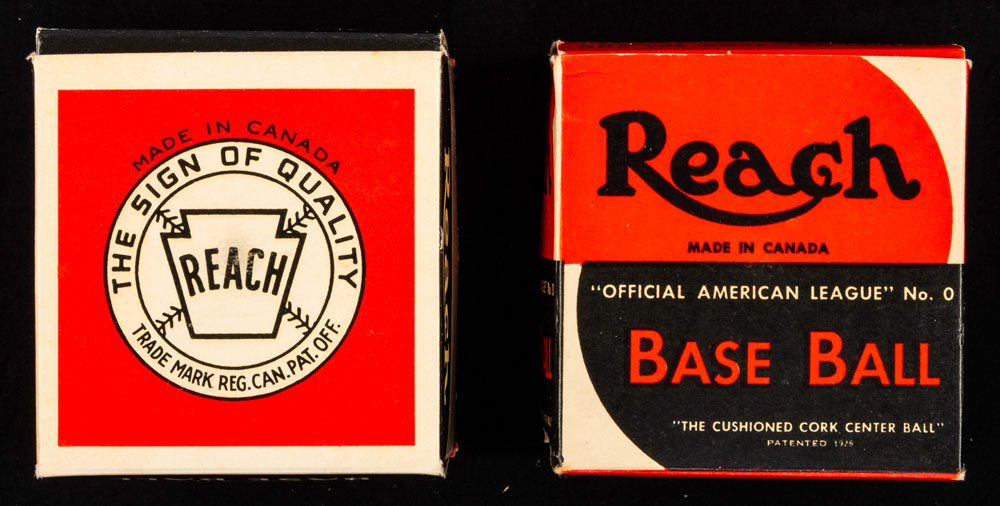 MADE IN CANADA
THE SIGN OF QUALITY
REACH
TRADE MARK REG. CAN. PAT. OFF.
Reach
MADE IN CANADA
"OFFICIAL AMERICAN LEAGUE" No. 0
BASE BALL
"THE CUSHIONED CORK CENTER BALL"
PATENTED 1926